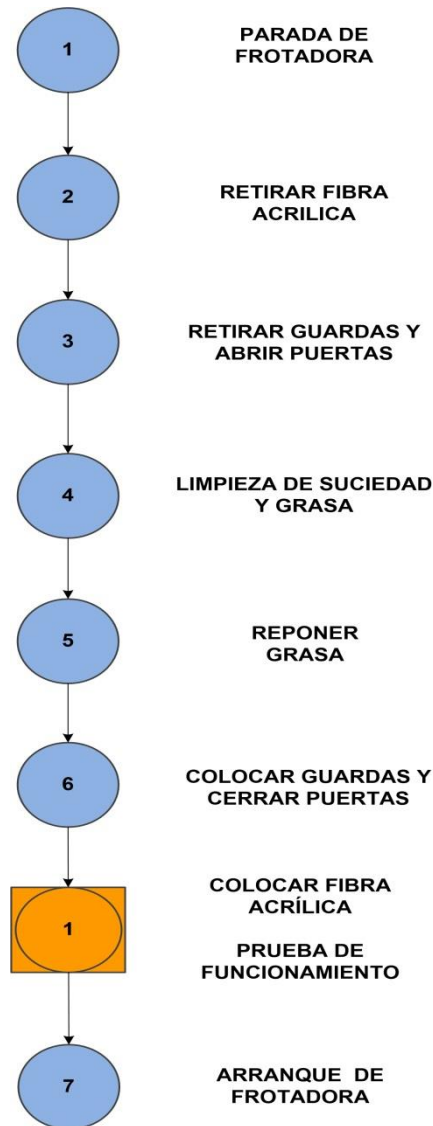 1
PARADA DE
FROTADORA
2
RETIRAR FIBRA
ACRILICA
3
RETIRAR GUARDAS Y
ABRIR PUERTAS
4
LIMPIEZA DE SUCIEDAD
Y GRASA
5
REPONER
GRASA
6
COLOCAR GUARDAS Y
CERRAR PUERTAS
1
COLOCAR FIBRA
ACRÍLICA
PRUEBA DE
FUNCIONAMIENTO
7
ARRANQUE DE
FROTADORA